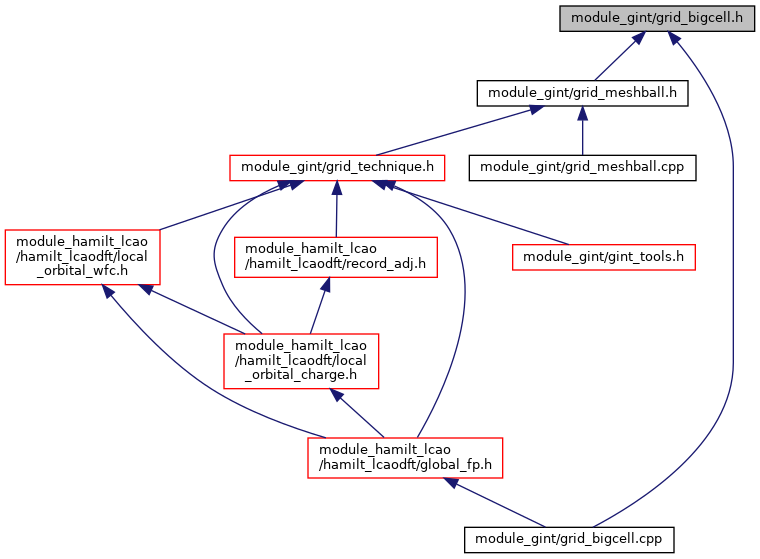 module_gint/grid_bigcell.h
module_gint/grid_meshball.h
module_gint/grid_technique.h
module_gint/grid_meshball.cpp
module_hamilt_lcao
/hamilt_lcaodft/local
_orbital_wfc.h
module_hamilt_lcao
/hamilt_lcaodft/record_adj.h
module_gint/gint_tools.h
module_hamilt_lcao
/hamilt_lcaodft/local
_orbital_charge.h
module_hamilt_lcao
/hamilt_lcaodft/global_fp.h
module_gint/grid_bigcell.cpp